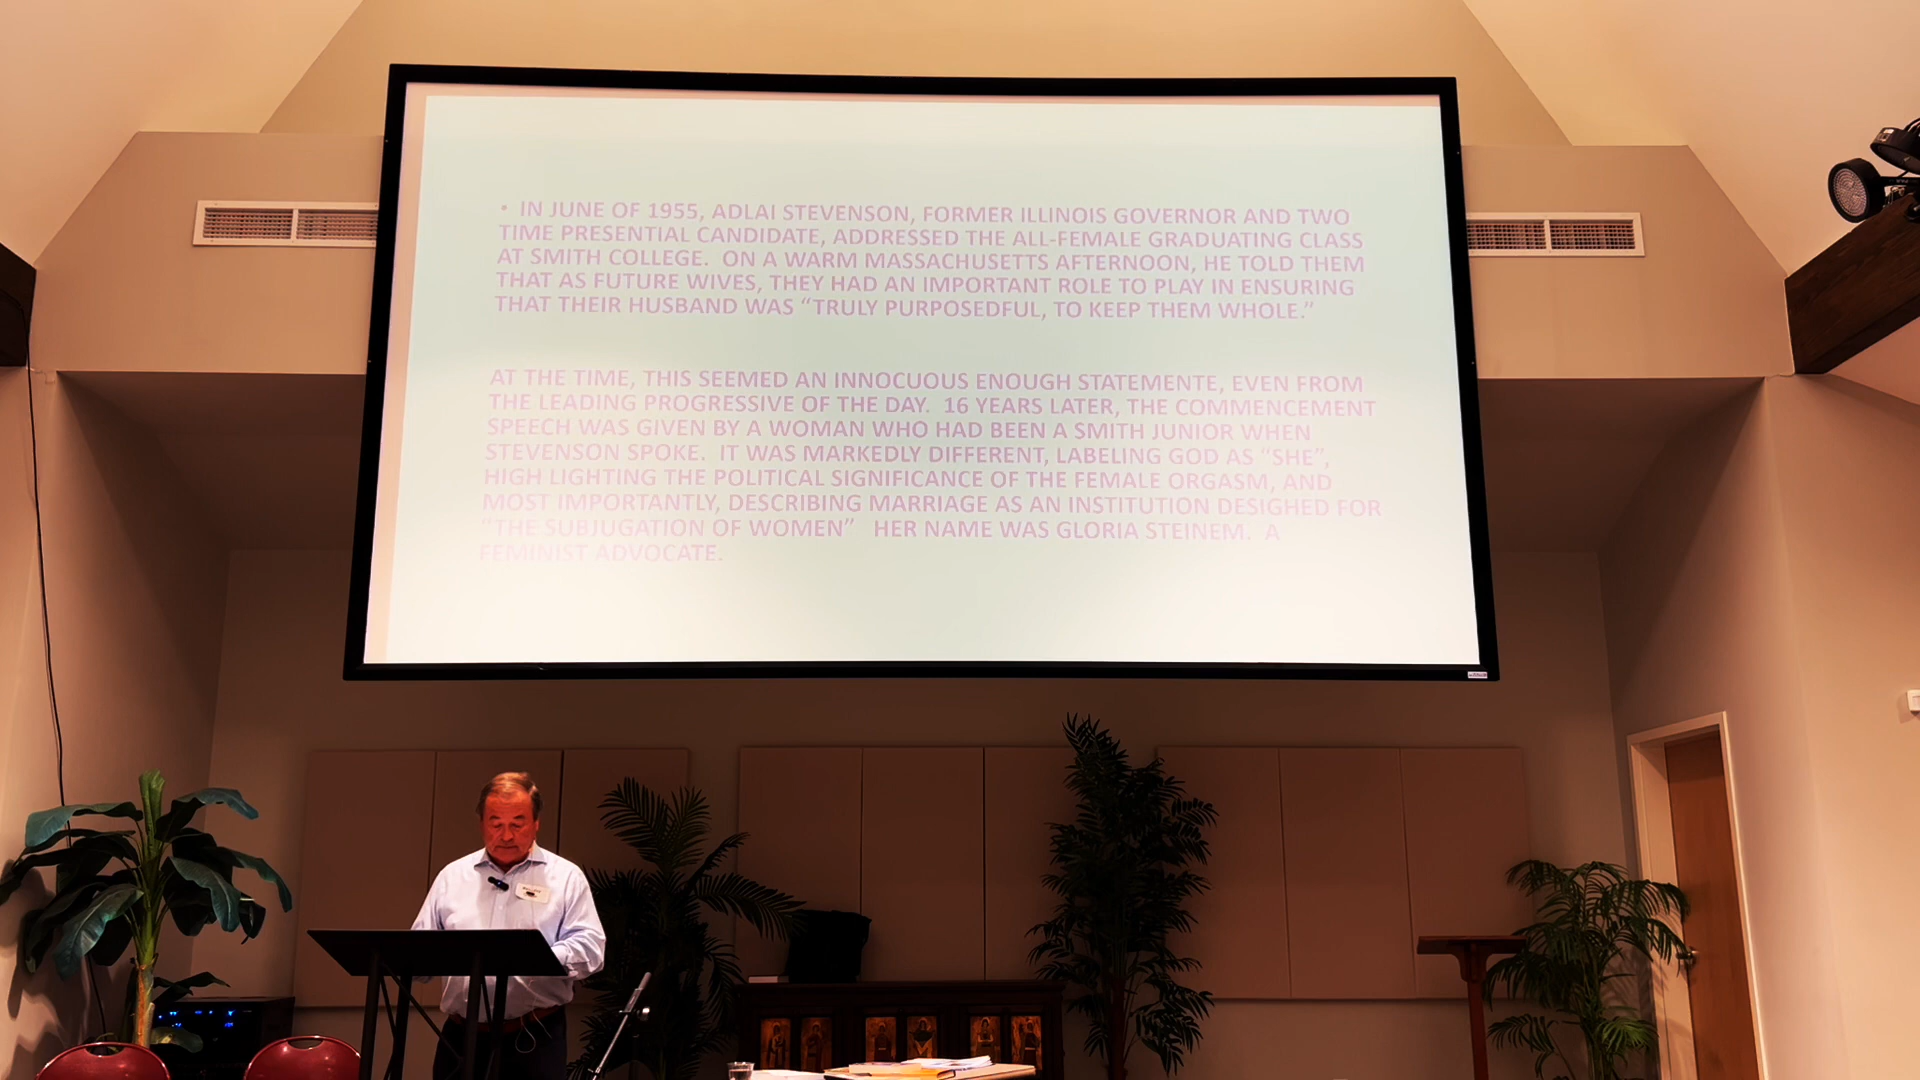 • IN JUNE OF 1955, ADLAI STEVENSON, FORMER ILLINOIS GOVERNOR AND TWO
TIME PRESENTIAL CANDIDATE, ADDRESSED THE ALL-FEMALE GRADUATING CLASS
AT SMITH COLLEGE. ON A WARM MASSACHUSETTS AFTERNOON, HE TOLD THEM
THAT AS FUTURE WIVES, THEY HAD AN IMPORTANT ROLE TO PLAY IN ENSURING
THAT THEIR HUSBAND WAS “TRULY PURPOSEDFUL, TO KEEP THEM WHOLE.”
AT THE TIME, THIS SEEMED AN INNOCUOUS ENOUGH STATEMENTE, EVEN FROM
THE LEADING PROGRESSIVE OF THE DAY. 16 YEARS LATER, THE COMMENCEMENT
SPEECH WAS GIVEN BY A WOMAN WHO HAD BEEN A SMITH JUNIOR WHEN
STEVENSON SPOKE. IT WAS MARKEDLY DIFFERENT, LABELING GOD AS “SHE”,
HIGH LIGHTING THE POLITICAL SIGNIFICANCE OF THE FEMALE ORGASM, AND
MOST IMPORTANTLY, DESCRIBING MARRIAGE AS AN INSTITUTION DESIGHED FOR
“THE SUBJUGATION OF WOMEN” HER NAME WAS GLORIA STEINEM. A
FEMINIST ADVOCATE.